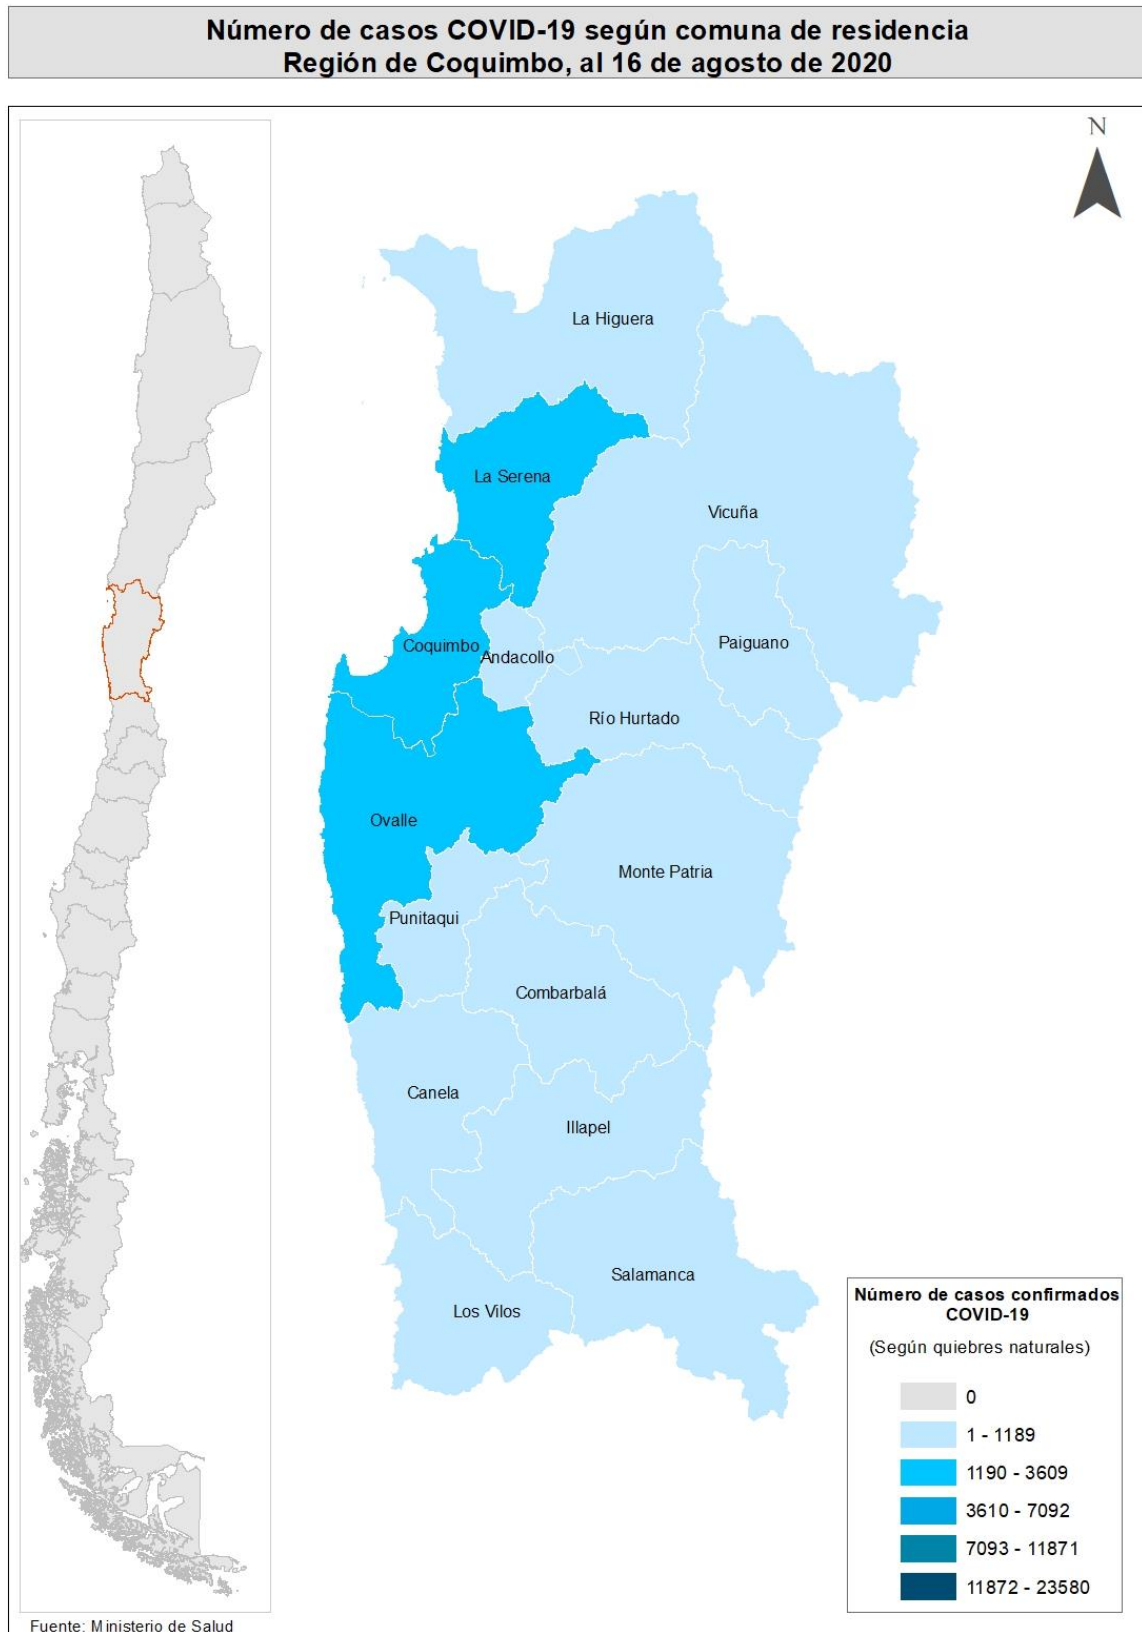 Número de casos COVID-19 según comuna de residencia
Región de Coquimbo, al 16 de agosto de 2020
N
La Higuera
La Serena
Vicuña
Coquimbo
Andacollo
Paiguano
Río Hurtado
Ovalle
Monte Patria
Punitaqui
Combarbalá
Canela
Illapel
Salamanca
Los Vilos
Número de casos confirmados
COVID-19
(Según quiebres naturales)
0
1 - 1189
1190 - 3609
3610 - 7092
7093 - 11871
11872 - 23580
Fuente: Ministerio de Salud